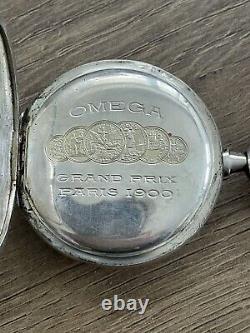 OMEGA
GRAND PRIX
PARIS 1900